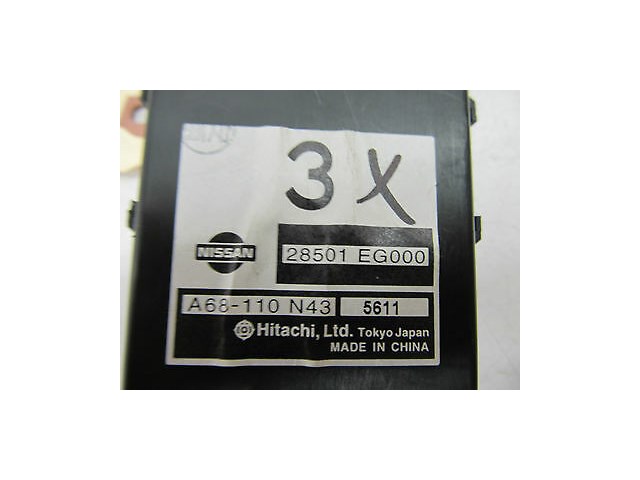 3X
NISSAN
28501 EG000
A68-110 N43 5611
Hitachi, Ltd. Tokyo Japan
MADE IN CHINA